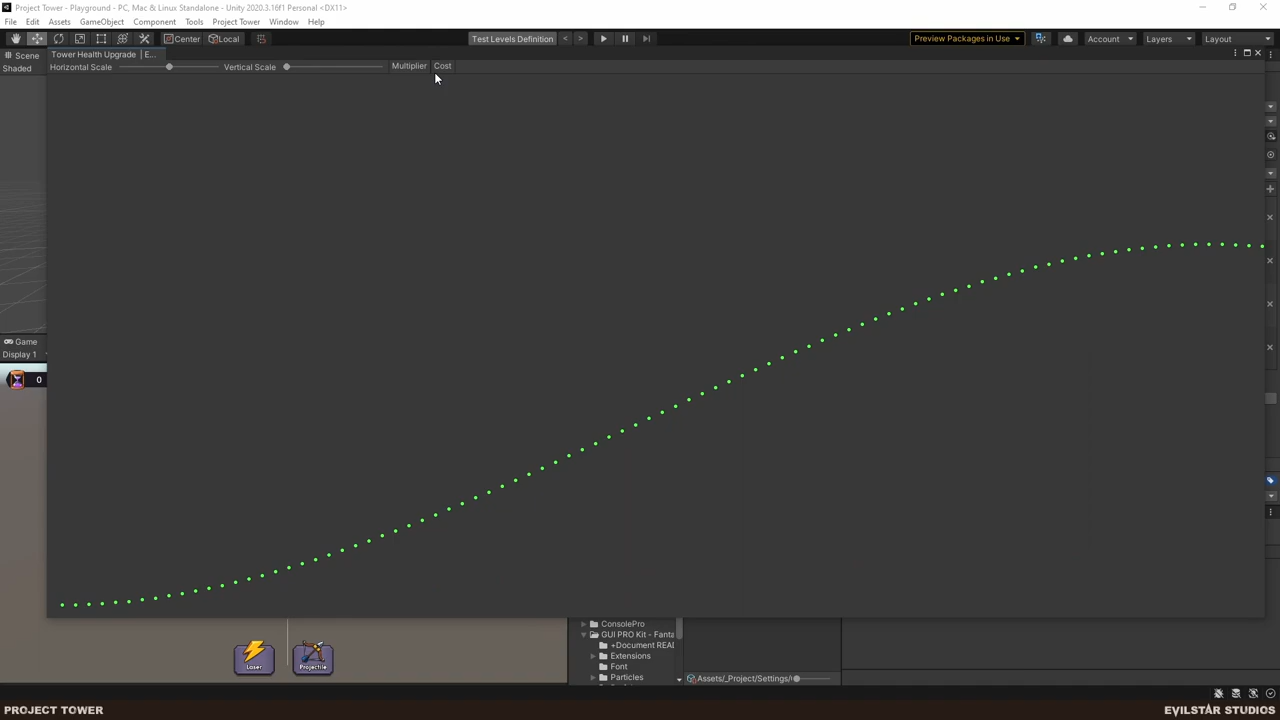 Project Tower - Playground - PC, Mac & Linux Standalone - Unity 2020.3.16f1 Personal <DX11>
File Edit Assets GameObject Component Tools Project Tower Window Help
Center Local Test Levels Definition Preview Packages in Use Account Layers Layout
Scene Tower Health Upgrade | E...
Shaded Horizontal Scale Vertical Scale Multiplier Cost
Game
Display 1
0
Laser Projectile
ConsolePro
GUI PRO Kit - Fanta
+Document READ
Extensions
Font
Particles
Assets/_Project/Settings/
PROJECT TOWER EVILSTAR STUDIOS